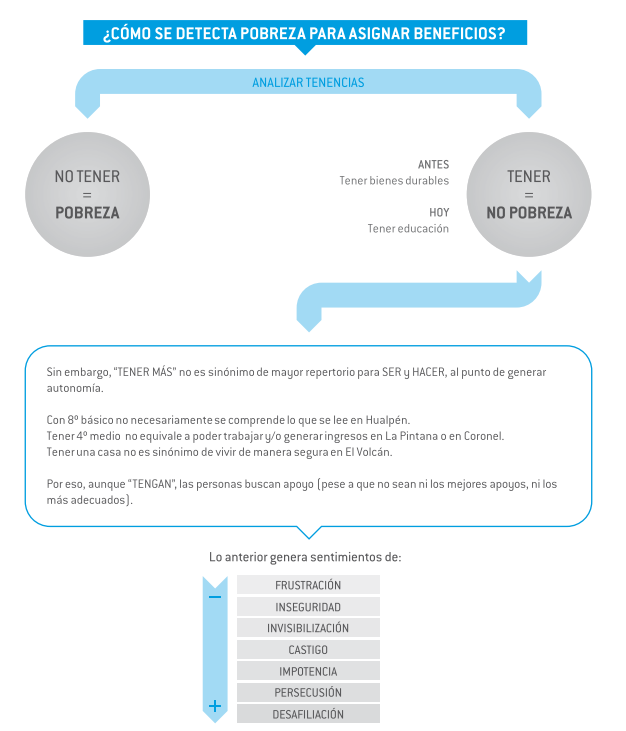 ¿CÓMO SE DETECTA POBREZA PARA ASIGNAR BENEFICIOS?
ANALIZAR TENENCIAS
NO TENER
=
POBREZA
ANTES
Tener bienes durables
HOY
Tener educación
TENER
=
NO POBREZA
Sin embargo, “TENER MÁS” no es sinónimo de mayor repertorio para SER y HACER, al punto de generar
autonomía.
Con 8º básico no necesariamente se comprende lo que se lee en Hualpén.
Tener 4º medio no equivale a poder trabajar y/o generar ingresos en La Pintana o en Coronel.
Tener una casa no es sinónimo de vivir de manera segura en El Volcán.
Por eso, aunque “TENGAN”, las personas buscan apoyo (pese a que no sean ni los mejores apoyos, ni los
más adecuados).
Lo anterior genera sentimientos de:
–
FRUSTRACIÓN
INSEGURIDAD
INVISIBILIZACIÓN
CASTIGO
IMPOTENCIA
PERSECUSIÓN
+
DESAFILIACIÓN